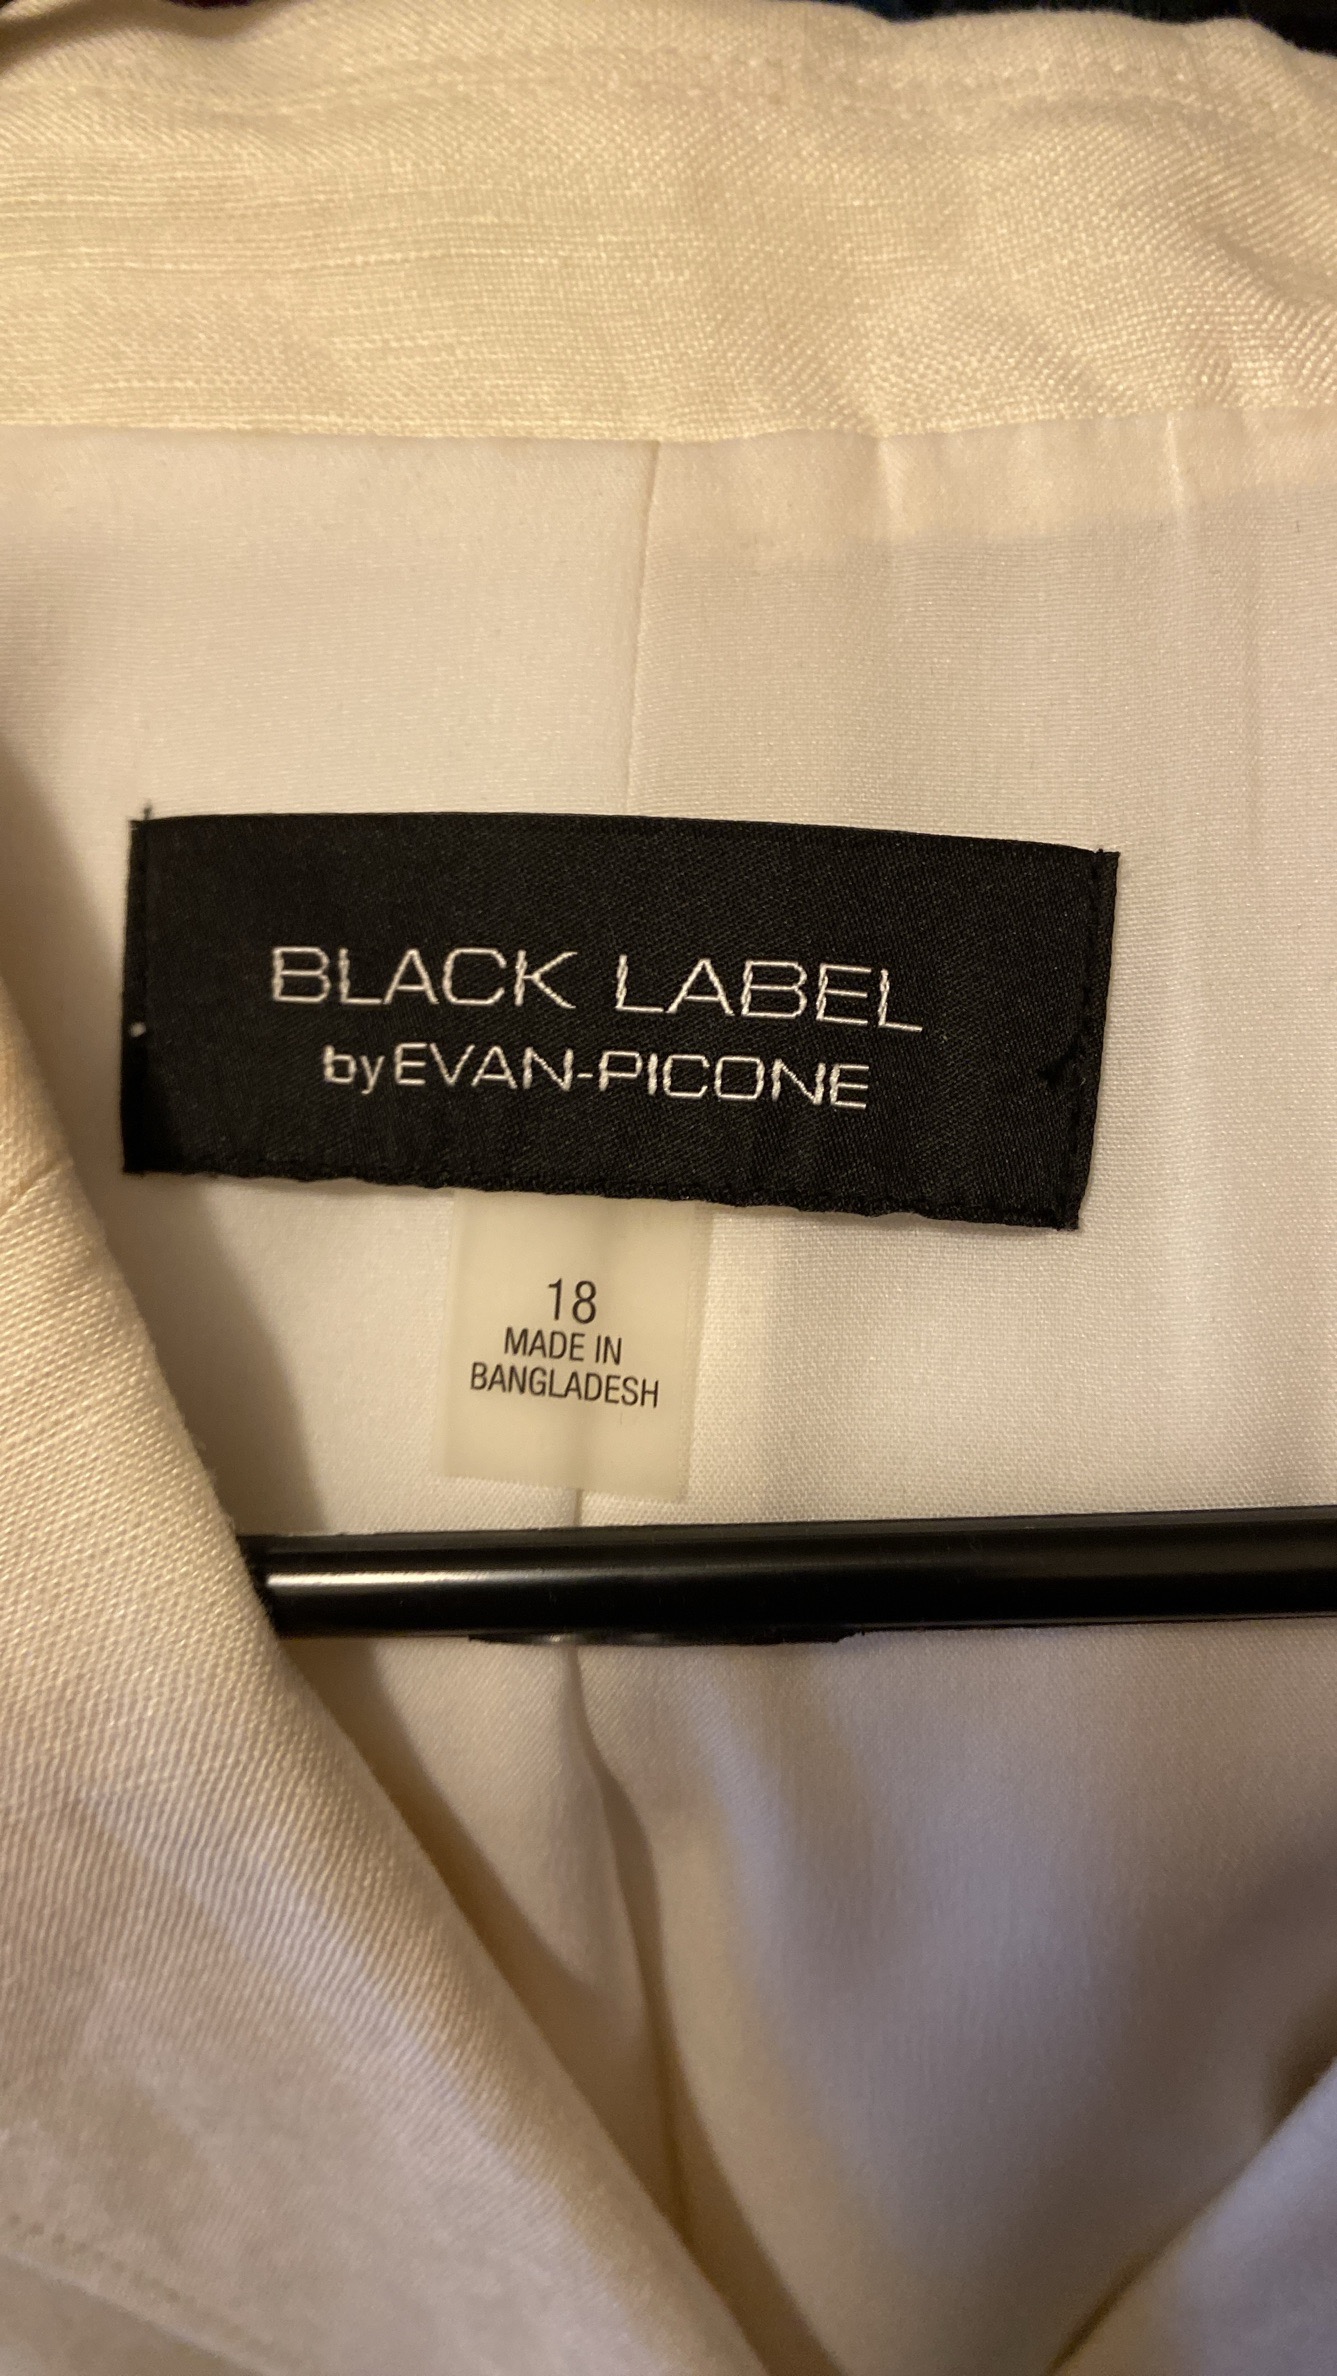 BLACK LABEL
by EVAN-PICONE
18
MADE IN
BANGLADESH